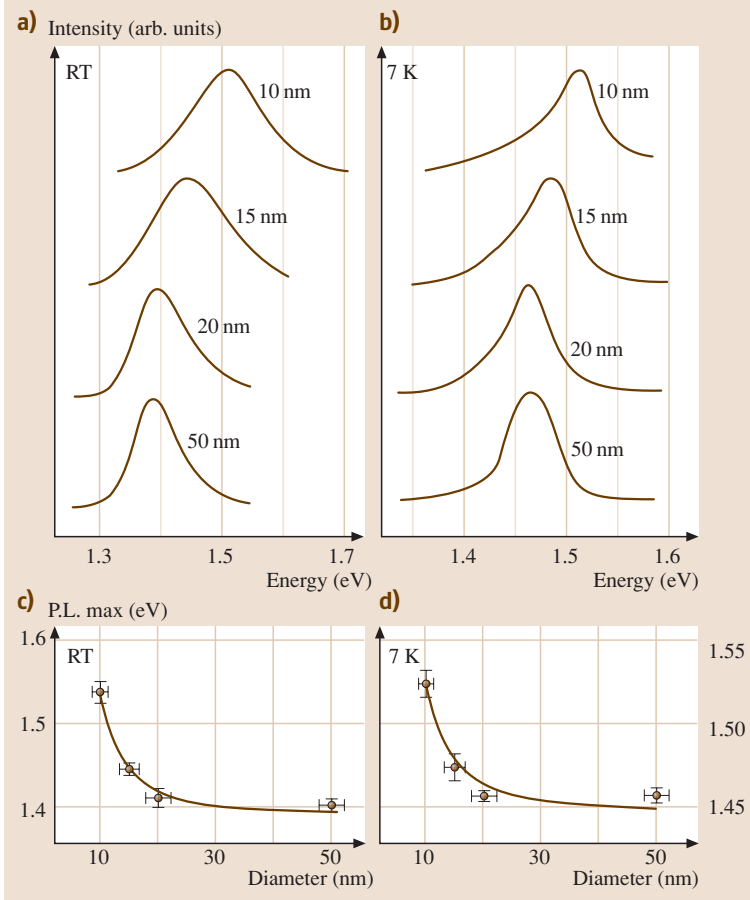 a) Intensity (arb. units)
RT
10 nm
15 nm
20 nm
50 nm
1.3 1.5 1.7
Energy (eV)
b)
7 K
10 nm
15 nm
20 nm
50 nm
1.4 1.5 1.6
Energy (eV)
c) P.L. max (eV)
1.6
RT
1.5
1.4
10 30 50
Diameter (nm)
d)
7 K
1.55
1.50
1.45
10 30 50
Diameter (nm)